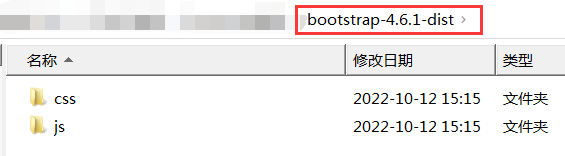 bootstrap-4.6.1-dist
名称 修改日期 类型
css 2022-10-12 15:15 文件夹
js 2022-10-12 15:15 文件夹